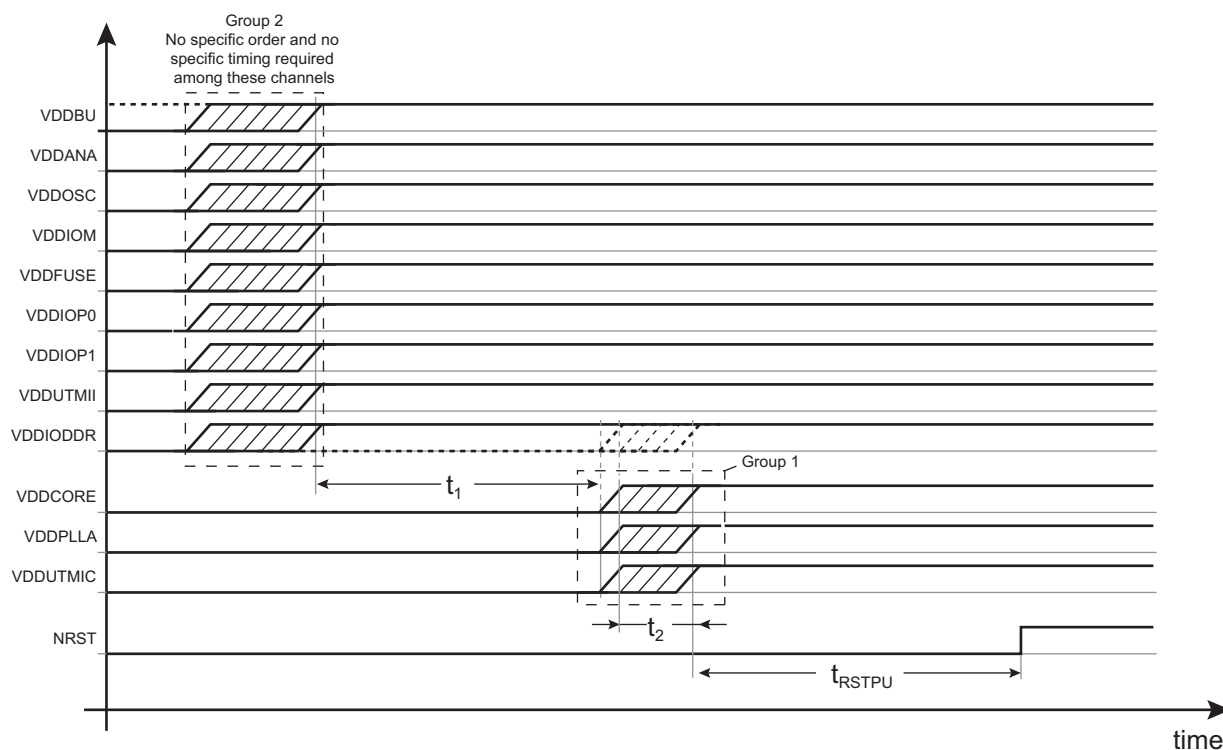 Group 2
No specific order and no
specific timing required
among these channels
VDDBU
VDDANA
VDDOSC
VDDIOM
VDDFUSE
VDDIOP0
VDDIOP1
VDDUTMII
VDDIODDR
Group 1
t1
VDDCORE
VDDPLLA
VDDUTMIC
t2
NRST
tRSTPU
time